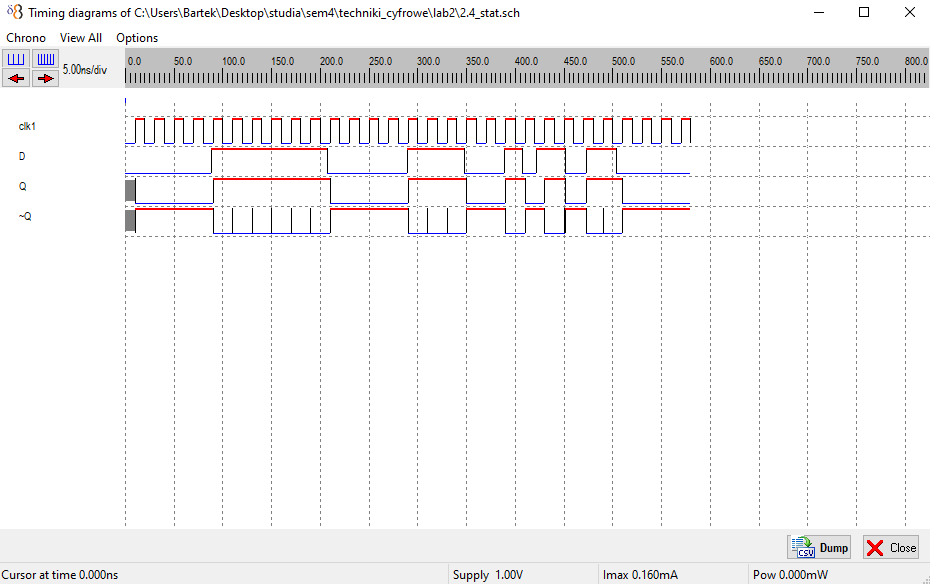 Timing diagrams of C:\Users\Bartek\Desktop\studia\sem4\techniki_cyfrowe\lab2\2.4_stat.sch
Chrono View All Options
5.00ns/div
0.0 50.0 100.0 150.0 200.0 250.0 300.0 350.0 400.0 450.0 500.0 550.0 600.0 650.0 700.0 750.0 800.0
clk1
D
Q
~Q
CSV Dump Close
Cursor at time 0.000ns Supply 1.00V Imax 0.160mA Pow 0.000mW